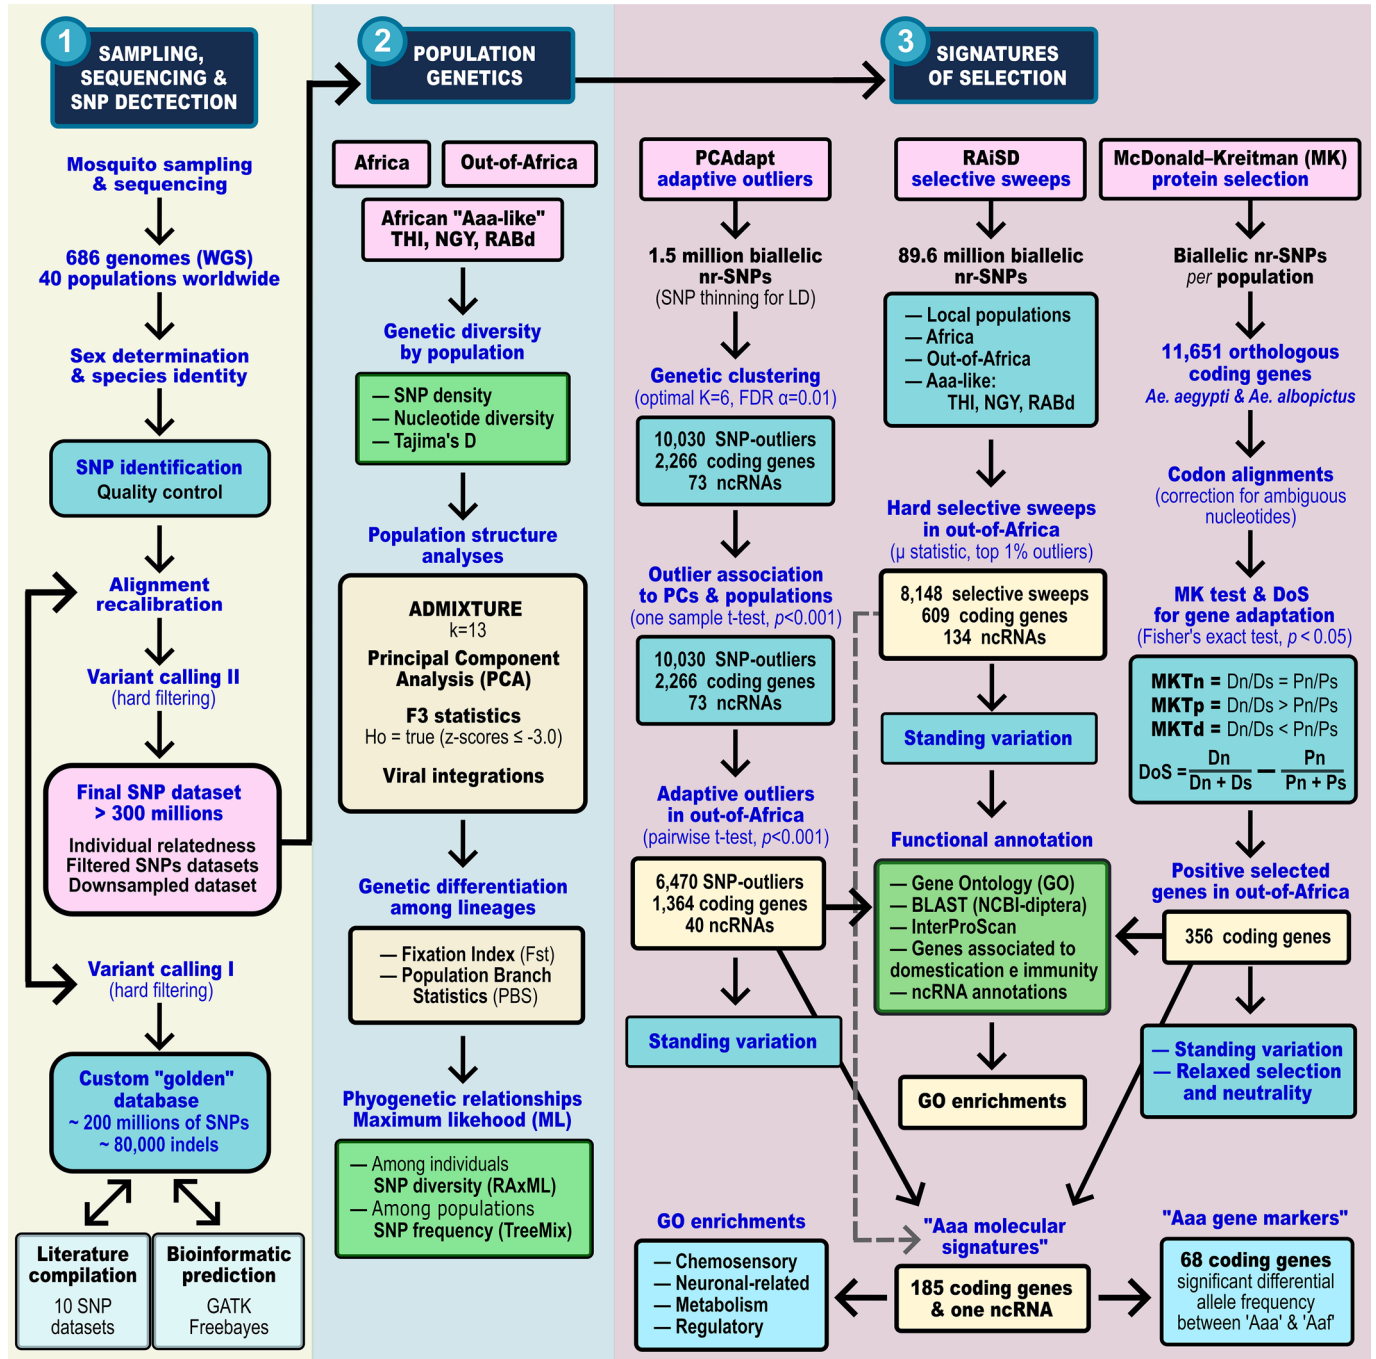 1
SAMPLING,
SEQUENCING &
SNP DECTECTION
Mosquito sampling
& sequencing
686 genomes (WGS)
40 populations worldwide
Sex determination
& species identity
SNP identification
Quality control
Alignment
recalibration
Variant calling II
(hard filtering)
Final SNP dataset
> 300 millions
Individual relatedness
Filtered SNPs datasets
Downsampled dataset
Variant calling I
(hard filtering)
Custom "golden"
database
~ 200 millions of SNPs
~ 80,000 indels
Literature
compilation
10 SNP
datasets
Bioinformatic
prediction
GATK
Freebayes
2
POPULATION
GENETICS
Africa
Out-of-Africa
African "Aaa-like"
THI, NGY, RABd
Genetic diversity
by population
— SNP density
— Nucleotide diversity
— Tajima's D
Population structure
analyses
ADMIXTURE
k=13
Principal Component
Analysis (PCA)
F3 statistics
Ho = true (z-scores ≤ -3.0)
Viral integrations
Genetic differentiation
among lineages
— Fixation Index (Fst)
— Population Branch
Statistics (PBS)
Phyogenetic relationships
Maximum likehood (ML)
— Among individuals
SNP diversity (RAxML)
— Among populations
SNP frequency (TreeMix)
3
SIGNATURES
OF SELECTION
PCAdapt
adaptive outliers
1.5 million biallelic
nr-SNPs
(SNP thinning for LD)
Genetic clustering
(optimal K=6, FDR α=0.01)
10,030 SNP-outliers
2,266 coding genes
73 ncRNAs
Outlier association
to PCs & populations
(one sample t-test, p<0.001)
10,030 SNP-outliers
2,266 coding genes
73 ncRNAs
Adaptive outliers
in out-of-Africa
(pairwise t-test, p<0.001)
6,470 SNP-outliers
1,364 coding genes
40 ncRNAs
Standing variation
RAiSD
selective sweeps
89.6 million biallelic
nr-SNPs
— Local populations
— Africa
— Out-of-Africa
— Aaa-like:
THI, NGY, RABd
Hard selective sweeps
in out-of-Africa
(µ statistic, top 1% outliers)
8,148 selective sweeps
609 coding genes
134 ncRNAs
Standing variation
Functional annotation
— Gene Ontology (GO)
— BLAST (NCBI-diptera)
— InterProScan
— Genes associated to
domestication e immunity
— ncRNA annotations
GO enrichments
McDonald–Kreitman (MK)
protein selection
Biallelic nr-SNPs
per population
11,651 orthologous
coding genes
Ae. aegypti & Ae. albopictus
Codon alignments
(correction for ambiguous
nucleotides)
MK test & DoS
for gene adaptation
(Fisher's exact test, p < 0.05)
MKTn = Dn/Ds = Pn/Ps
MKTp = Dn/Ds > Pn/Ps
MKTd = Dn/Ds < Pn/Ps
DoS = Dn / Dn + Ds — Pn / Pn + Ps
Positive selected
genes in out-of-Africa
356 coding genes
— Standing variation
— Relaxed selection
and neutrality
GO enrichments
— Chemosensory
— Neuronal-related
— Metabolism
— Regulatory
"Aaa molecular
signatures"
185 coding genes
& one ncRNA
"Aaa gene markers"
68 coding genes
significant differential
allele frequency
between 'Aaa' & 'Aaf'